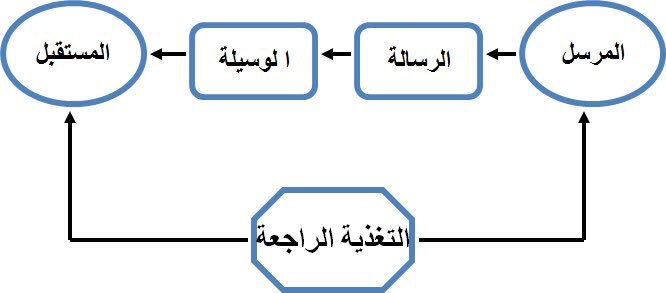 المرسل
الرسالة
ا لوسيلة
المستقبل
التغذية الراجعة